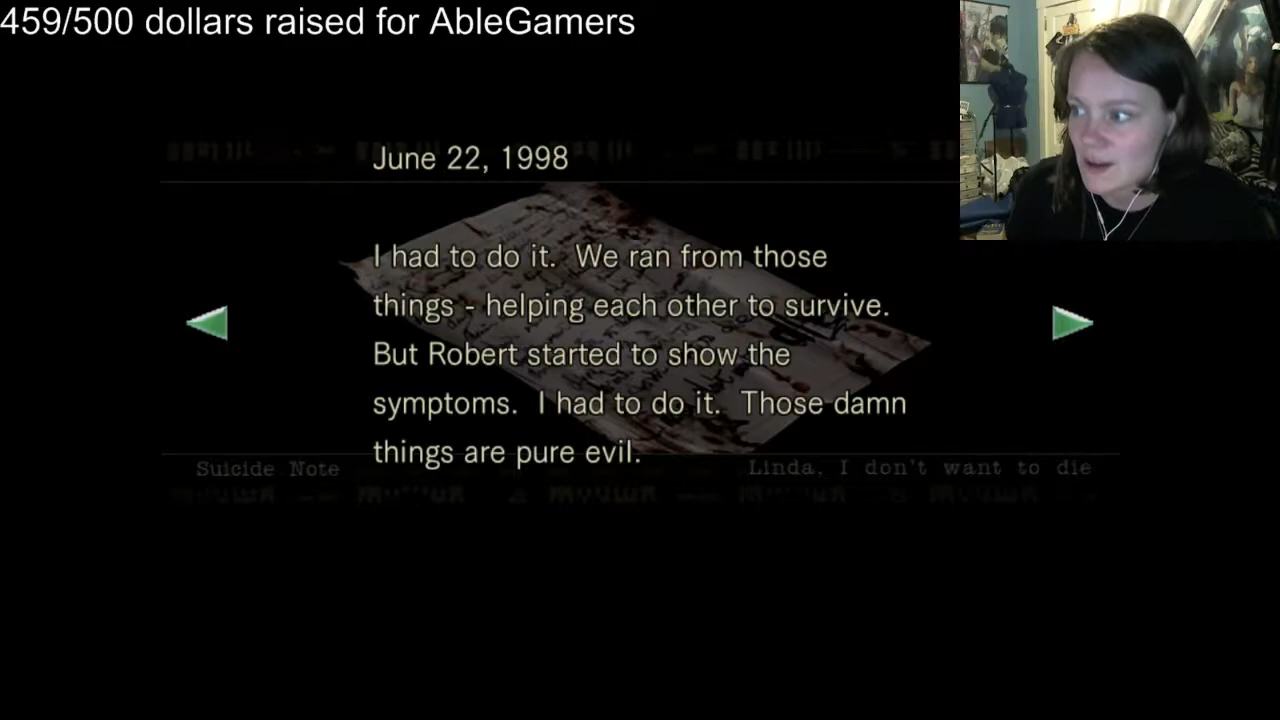 459/500 dollars raised for AbleGamers
June 22, 1998
I had to do it. We ran from those
things - helping each other to survive.
But Robert started to show the
symptoms. I had to do it. Those damn
things are pure evil.
Suicide Note
Linda, I don't want to die